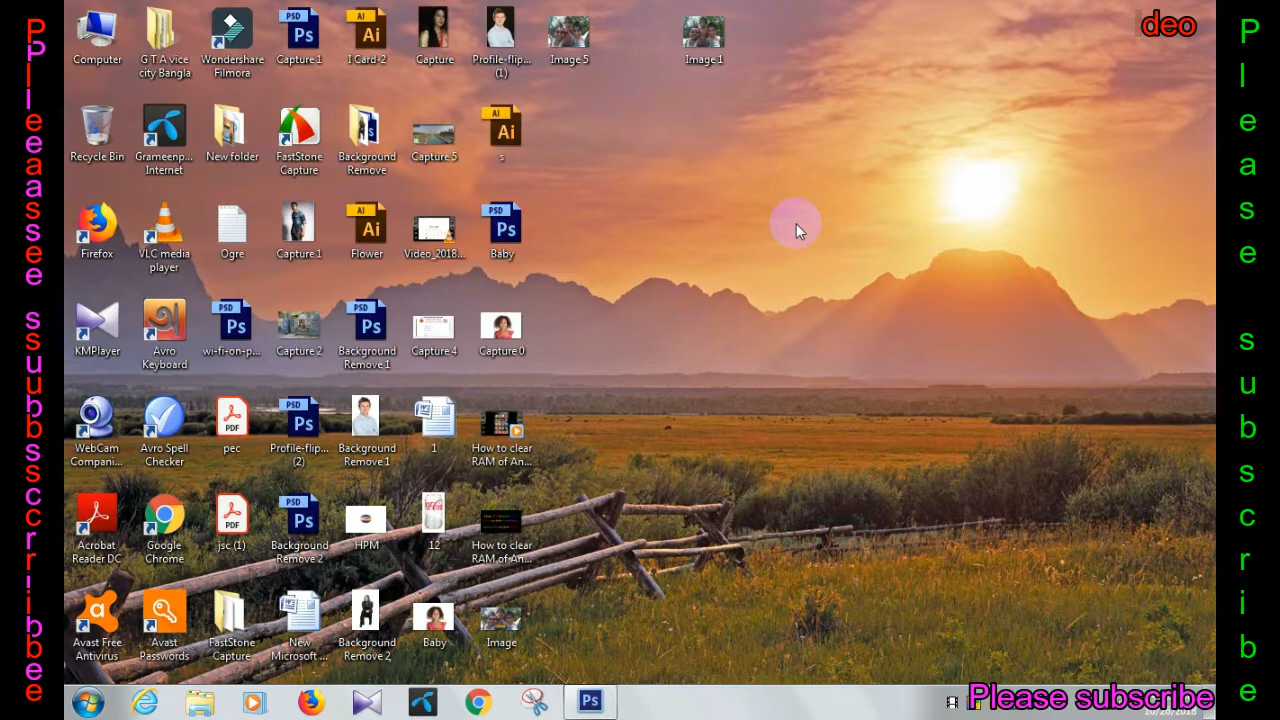 deo
Computer
G T A vice
city Bangla
Wondershare
Filmora
Capture 1
I Card-2
Capture
Profile-flip...
(1)
Image 5
Image 1
Recycle Bin
Grameenp...
Internet
New folder
FastStone
Capture
Background
Remove
Capture 5
s
Firefox
VLC media
player
Ogre
Capture 1
Flower
Video_2018...
Baby
KMPlayer
Avro
Keyboard
wi-fi-on-p...
Capture 2
Background
Remove 1
Capture 4
Capture 0
WebCam
Compani...
Avro Spell
Checker
pec
Profile-flip...
(2)
Background
Remove 1
1
How to clear
RAM of An...
Acrobat
Reader DC
Google
Chrome
jsc (1)
Background
Remove 2
HPM
12
How to clear
RAM of An...
Avast Free
Antivirus
Avast
Passwords
FastStone
Capture
New
Microsoft ...
Background
Remove 2
Baby
Image
Please subscribe
Please subscribe
Please subscribe
Please subscribe